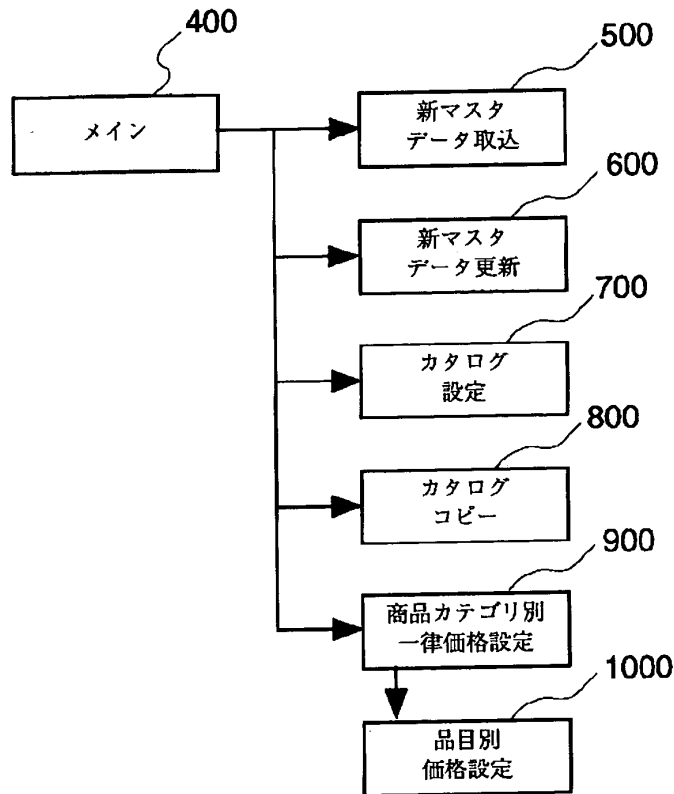 400
メイン
500
新マスタ
データ取込
600
新マスタ
データ更新
700
カタログ
設定
800
カタログ
コピー
900
商品カテゴリ別
一律価格設定
1000
品目別
価格設定